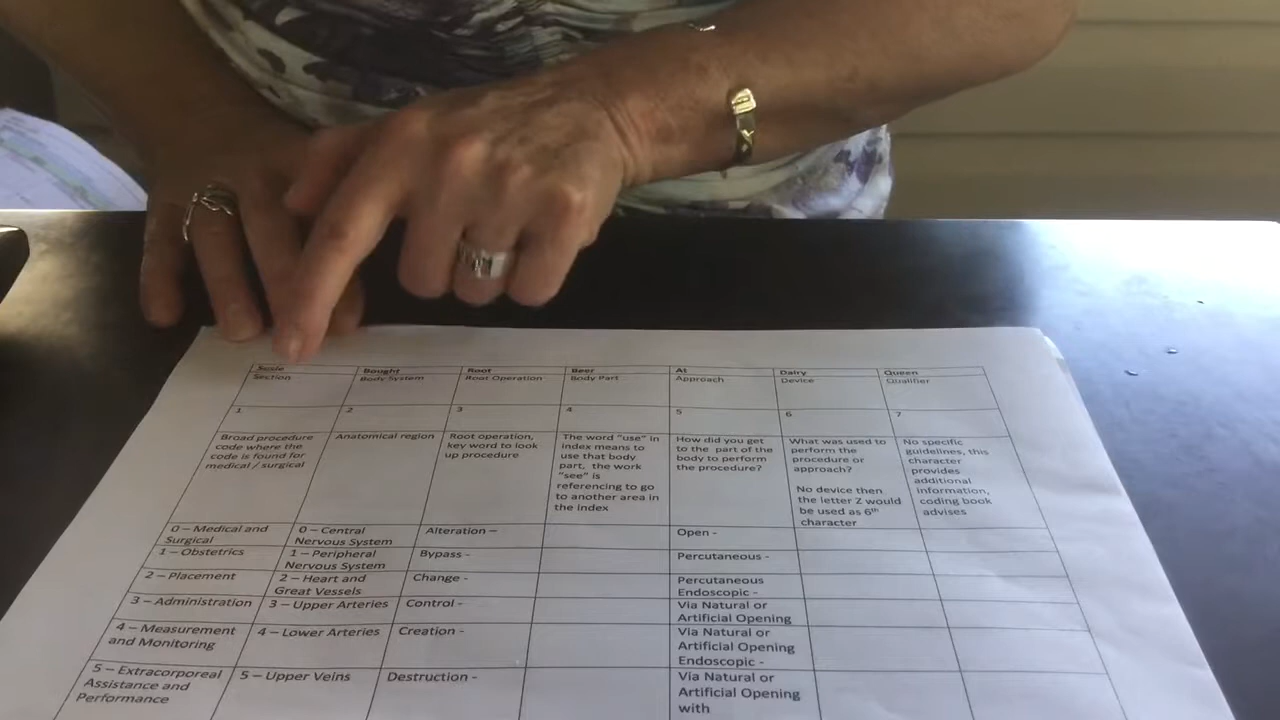 Scale Bought Root Beer At Dairy Queen
Section Body System Root Operation Body Part Approach Device Qualifier
1 2 3 4 5 6 7
Broad procedure
code where the
code is found for
medical / surgical
Anatomical region
Root operation,
key word to look
up procedure
The word "use" in
index means to
use that body
part, the work
"see" is
referencing to go
to another area in
the index
How did you get
to the part of the
body to perform
the procedure?
What was used to
perform the
procedure or
approach?
No device then
the letter Z would
be used as 6th
character
No specific
guidelines, this
character
provides
additional
information,
coding book
advises
0 – Medical and
Surgical
0 – Central
Nervous System
Alteration –
Open -
1 – Obstetrics
1 – Peripheral
Nervous System
Bypass -
Percutaneous -
2 – Placement
2 – Heart and
Great Vessels
Change -
Percutaneous
Endoscopic -
3 – Administration
3 – Upper Arteries
Control -
Via Natural or
Artificial Opening
4 – Measurement
and Monitoring
4 – Lower Arteries
Creation -
Via Natural or
Artificial Opening
Endoscopic -
5 – Extracorporeal
Assistance and
Performance
5 – Upper Veins
Destruction -
Via Natural or
Artificial Opening
with